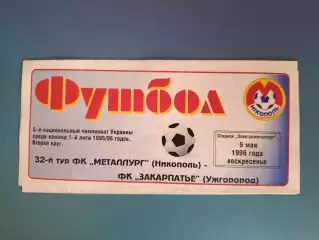 Футбол
НИКОПОЛЬ
5-й национальный чемпионат Украины
среди команд 1-й лиги 1995/96 годов.
Второй круг.
Стадион „Электрометаллург"
5 мая
1996 года
воскресенье
32-й тур ФК „МЕТАЛЛУРГ" (Никополь) -
ФК „ЗАКАРПАТЬЕ" (Ужгород)